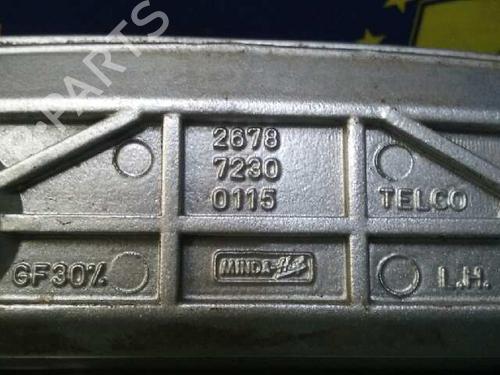 2678
7230
0115
TELCO
GF30%
MINDA
L.H.
PARTS